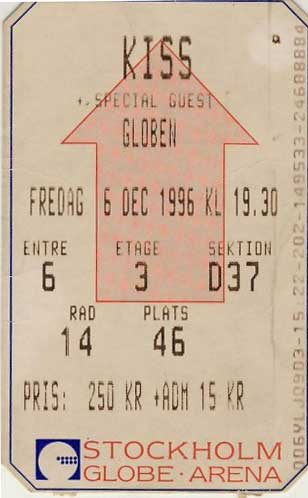 KISS
+ SPECIAL GUEST
GLOBEN
FREDAG 6 DEC 1996 KL 19.30
ENTRE ETAGE SEKTION
6 3 D37
RAD PLATS
14 46
PRIS: 250 KR +ADM 15 KR
STOCKHOLM
GLOBE · ARENA